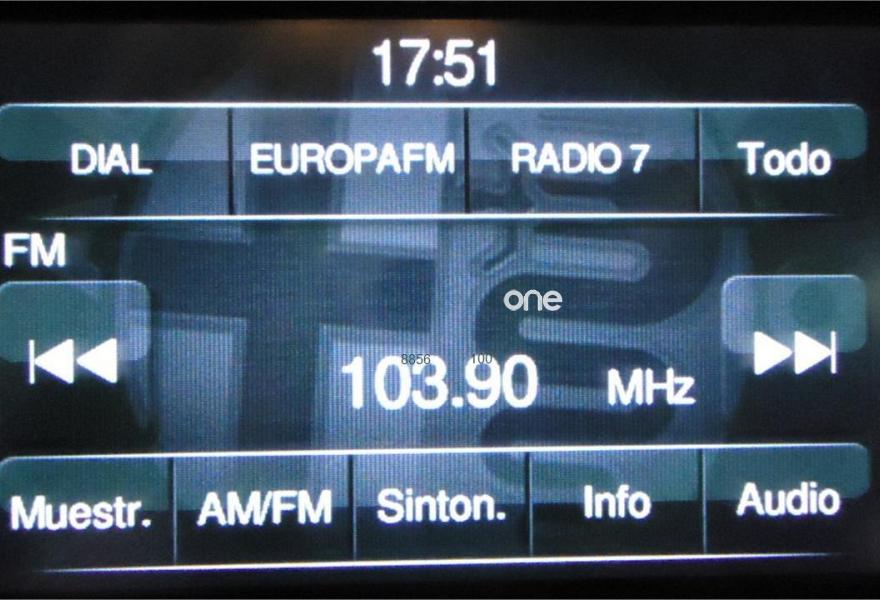 17:51
DIAL EUROPAFM RADIO 7 Todo
FM
one
8856 100
103.90 MHz
Muestr. AM/FM Sinton. Info Audio